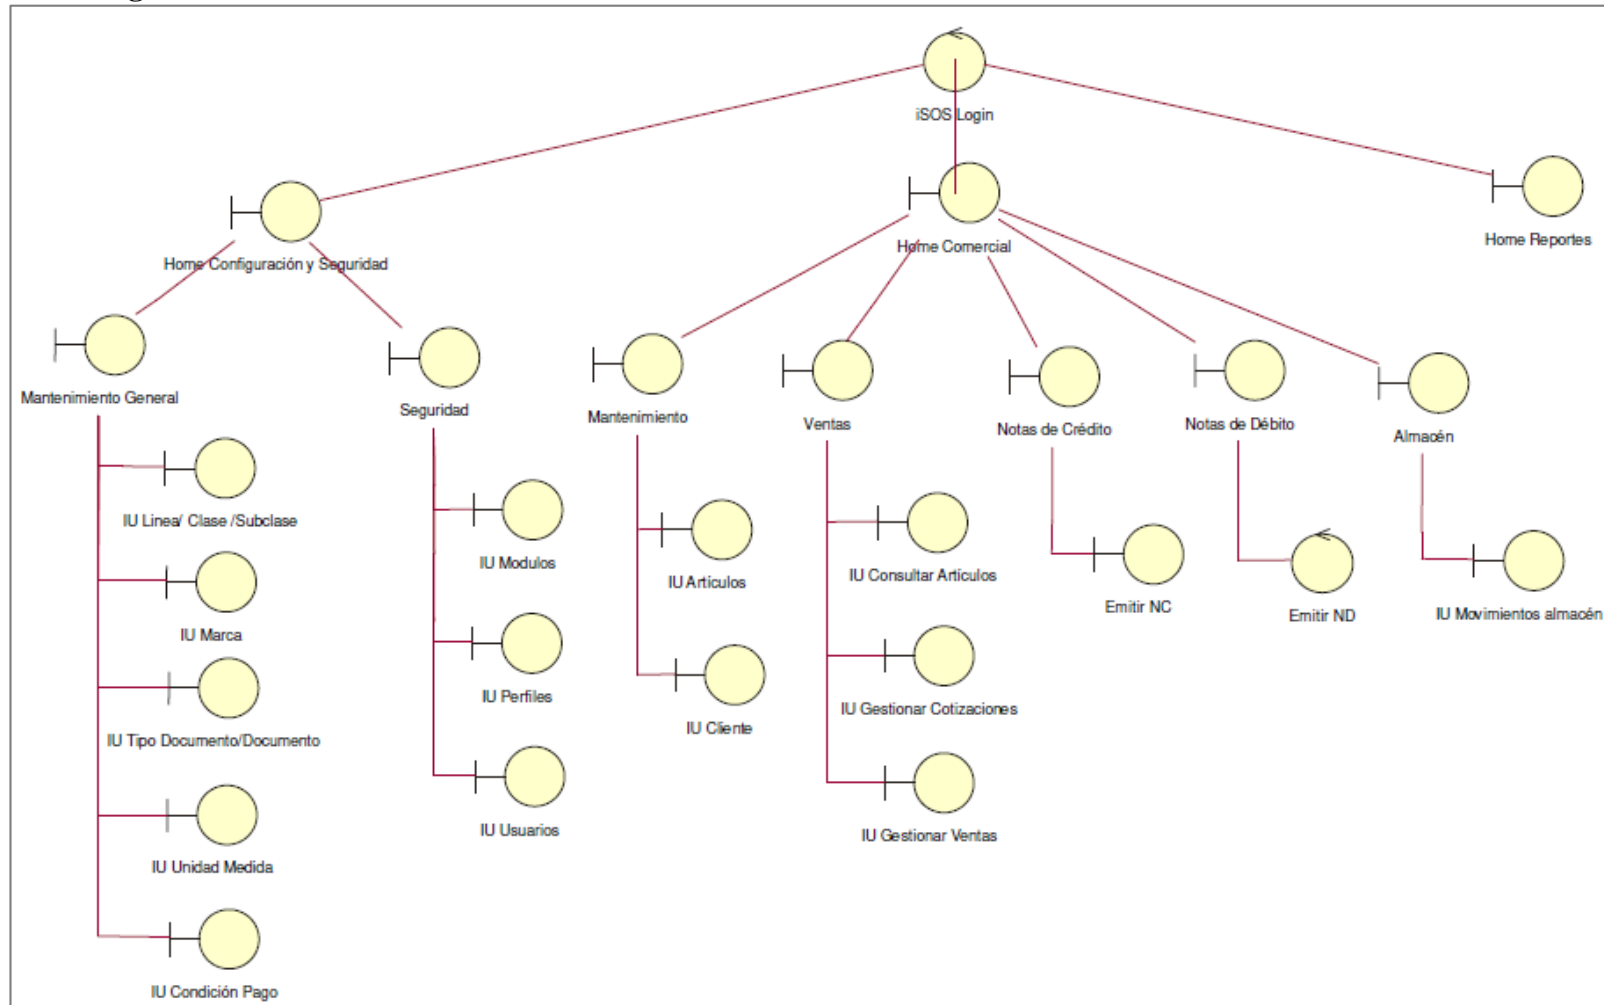 iSOS Login
Home Configuración y Seguridad
Home Comercial
Home Reportes
Mantenimiento General
Seguridad
Mantenimiento
Ventas
Notas de Crédito
Notas de Débito
Almacén
IU Linea/ Clase /Subclase
IU Marca
IU Tipo Documento/Documento
IU Unidad Medida
IU Condición Pago
IU Modulos
IU Perfiles
IU Usuarios
IU Artículos
IU Cliente
IU Consultar Artículos
IU Gestionar Cotizaciones
IU Gestionar Ventas
Emitir NC
Emitir ND
IU Movimientos almacén